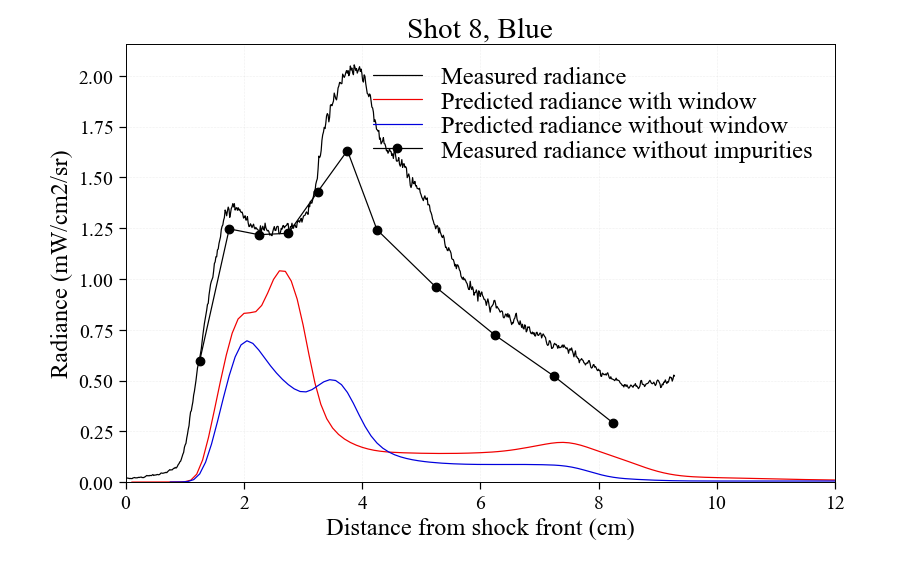 Shot 8, Blue
Radiance (mW/cm2/sr)
2.00
1.75
1.50
1.25
1.00
0.75
0.50
0.25
0.00
Measured radiance
Predicted radiance with window
Predicted radiance without window
Measured radiance without impurities
0
2
4
6
8
10
12
Distance from shock front (cm)